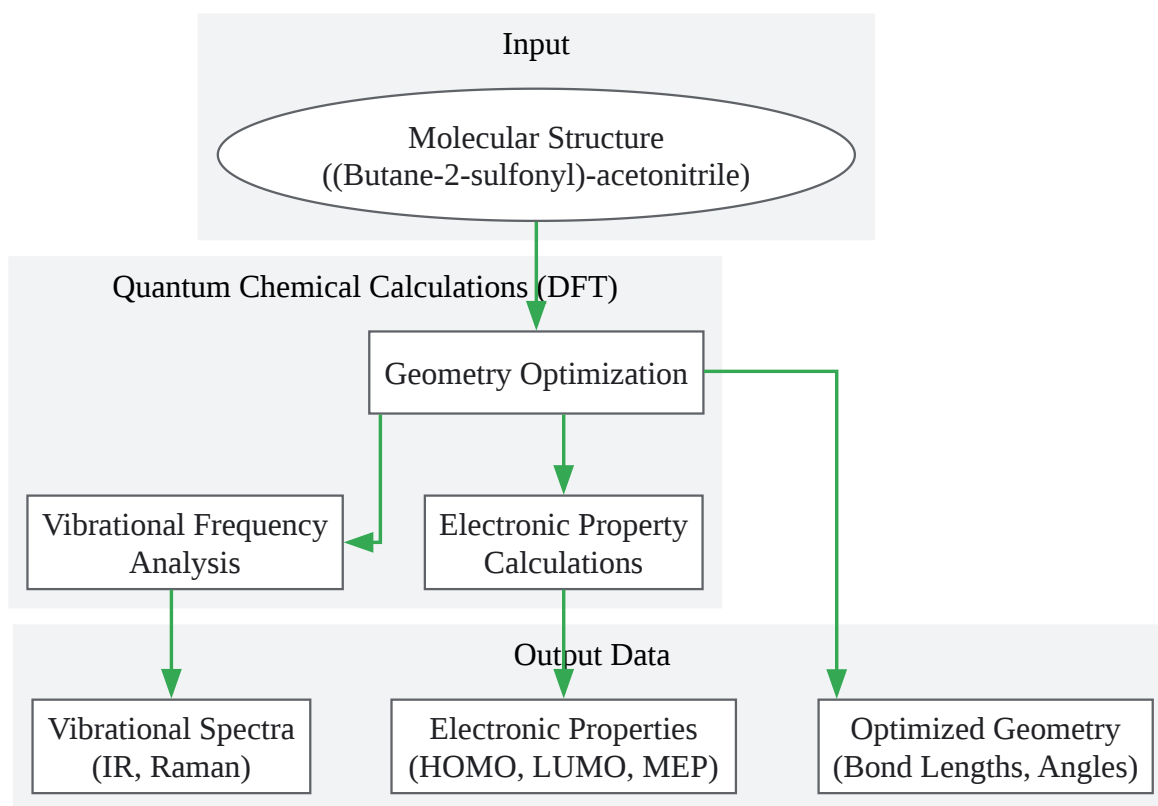 Input
Molecular Structure
((Butane-2-sulfonyl)-acetonitrile)
Quantum Chemical Calculations (DFT)
Geometry Optimization
Vibrational Frequency
Analysis
Electronic Property
Calculations
Output Data
Vibrational Spectra
(IR, Raman)
Electronic Properties
(HOMO, LUMO, MEP)
Optimized Geometry
(Bond Lengths, Angles)